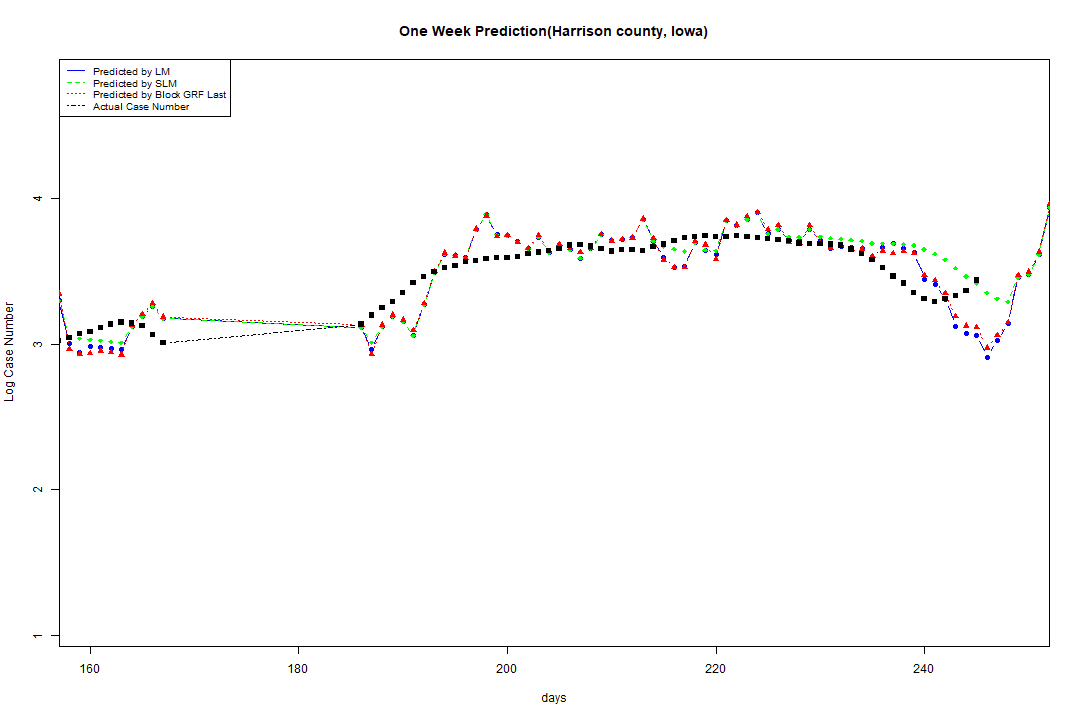 One Week Prediction(Harrison county, Iowa)
Predicted by LM
Predicted by SLM
Predicted by Block GRF Last
Actual Case Number
Log Case Number
4
3
2
1
160 180 200 220 240
days